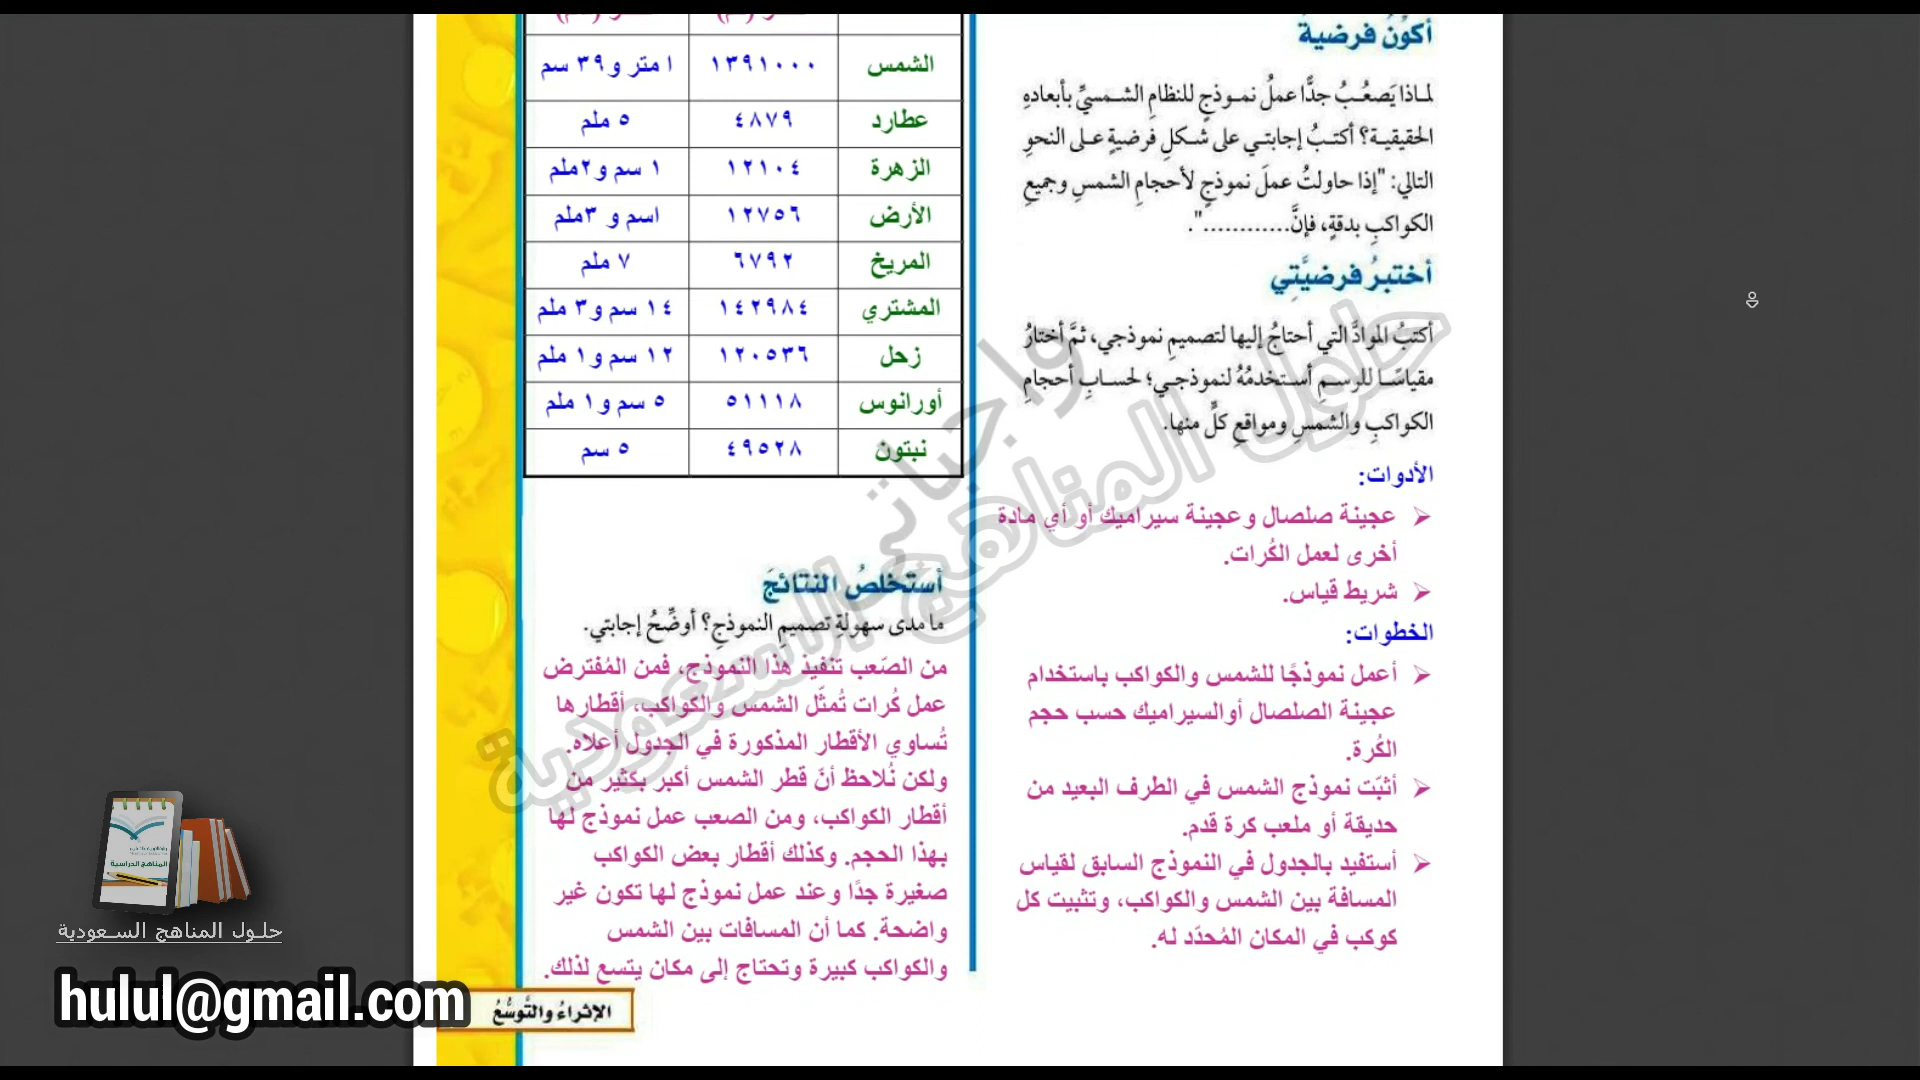 أكوّنُ فرضيةً
لماذا يَصعُبُ جدًّا عملُ نموذجٍ للنظامِ الشمسيِّ بأبعادهِ
الحقيقيةِ؟ أكتبُ إجابتي على شكلِ فرضيةٍ على النحوِ
التالي: "إذا حاولتُ عملَ نموذجٍ لأحجامِ الشمسِ وجميعِ
الكواكبِ بدقةٍ، فإنَّ............".
أختبرُ فرضيَّتِي
أكتبُ الموادَّ التي أحتاجُ إليها لتصميمِ نموذجي، ثمَّ أختارُ
مقياسًا للرسمِ أستخدمُهُ لنموذجي؛ لحسابِ أحجامِ
الكواكبِ والشمسِ ومواقعِ كلٍّ منها.
الأدوات:
عجينة صلصال وعجينة سيراميك أو أي مادة
أخرى لعمل الكُرات.
شريط قياس.
الخطوات:
أعمل نموذجًا للشمس والكواكب باستخدام
عجينة الصلصال أوالسيراميك حسب حجم
الكُرة.
أثبّت نموذج الشمس في الطرف البعيد من
حديقة أو ملعب كرة قدم.
أستفيد بالجدول في النموذج السابق لقياس
المسافة بين الشمس والكواكب، وتثبيت كل
كوكب في المكان المُحدّد له.
الشمس ١٣٩١٠٠٠ ١ متر و٣٩ سم
عطارد ٤٨٧٩ ٥ ملم
الزهرة ١٢١٠٤ ١ سم و٢ملم
الأرض ١٢٧٥٦ ١سم و ٣ملم
المريخ ٦٧٩٢ ٧ ملم
المشتري ١٤٢٩٨٤ ١٤ سم و٣ ملم
زحل ١٢٠٥٣٦ ١٢ سم و١ ملم
أورانوس ٥١١١٨ ٥ سم و١ ملم
نبتون ٤٩٥٢٨ ٥ سم
أستخلصُ النتائجَ
ما مدى سهولةِ تصميمِ النموذجِ؟ أوضِّحُ إجابتي.
من الصَعب تنفيذ هذا النموذج، فمن المُفترض
عمل كُرات تُمثّل الشمس والكواكب، أقطارها
تُساوي الأقطار المذكورة في الجدول أعلاه.
ولكن نُلاحظ أنّ قطر الشمس أكبر بكثير من
أقطار الكواكب، ومن الصعب عمل نموذج لها
بهذا الحجم. وكذلك أقطار بعض الكواكب
صغيرة جدًا وعند عمل نموذج لها تكون غير
واضحة. كما أن المسافات بين الشمس
والكواكب كبيرة وتحتاج إلى مكان يتسع لذلك.
الإثراءُ والتَّوسُّعُ
واجباتي
حلول المناهج السعودية
المناهج الدراسية
حلـول المناهج السـعودية
hulul@gmail.com